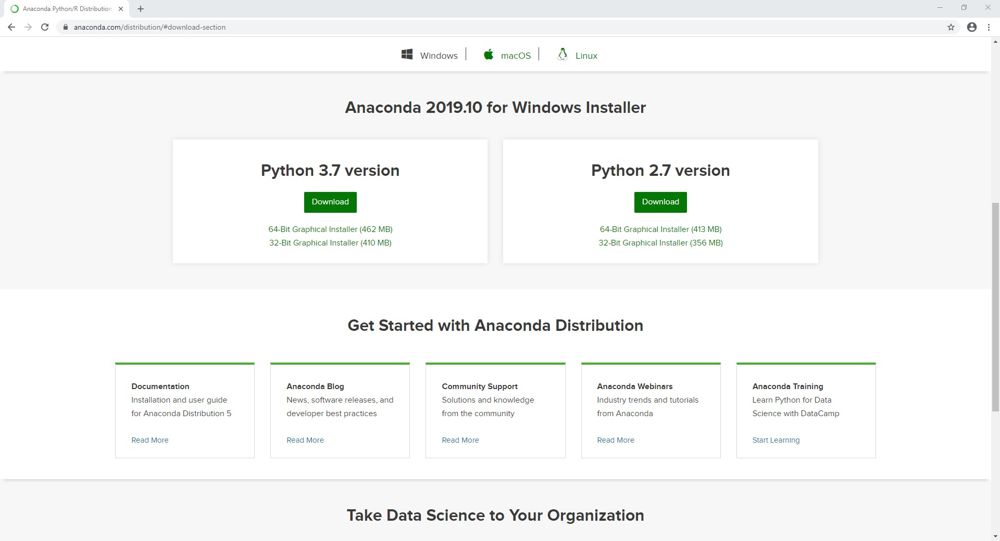 Anaconda Python/R Distribution
anaconda.com/distribution/#download-section
Windows
macOS
Linux
Anaconda 2019.10 for Windows Installer
Python 3.7 version
Download
64-Bit Graphical Installer (462 MB)
32-Bit Graphical Installer (410 MB)
Python 2.7 version
Download
64-Bit Graphical Installer (413 MB)
32-Bit Graphical Installer (356 MB)
Get Started with Anaconda Distribution
Documentation
Installation and user guide
for Anaconda Distribution 5
Read More
Anaconda Blog
News, software releases, and
developer best practices
Read More
Community Support
Solutions and knowledge
from the community
Read More
Anaconda Webinars
Industry trends and tutorials
from Anaconda
Read More
Anaconda Training
Learn Python for Data
Science with DataCamp
Start Learning
Take Data Science to Your Organization